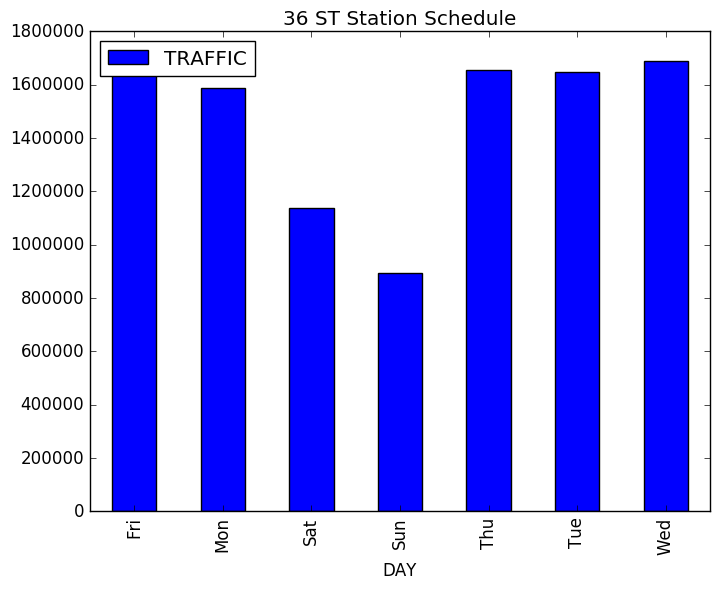 36 ST Station Schedule
1800000
1600000
1400000
1200000
1000000
800000
600000
400000
200000
0
TRAFFIC
Fri
Mon
Sat
Sun
Thu
Tue
Wed
DAY